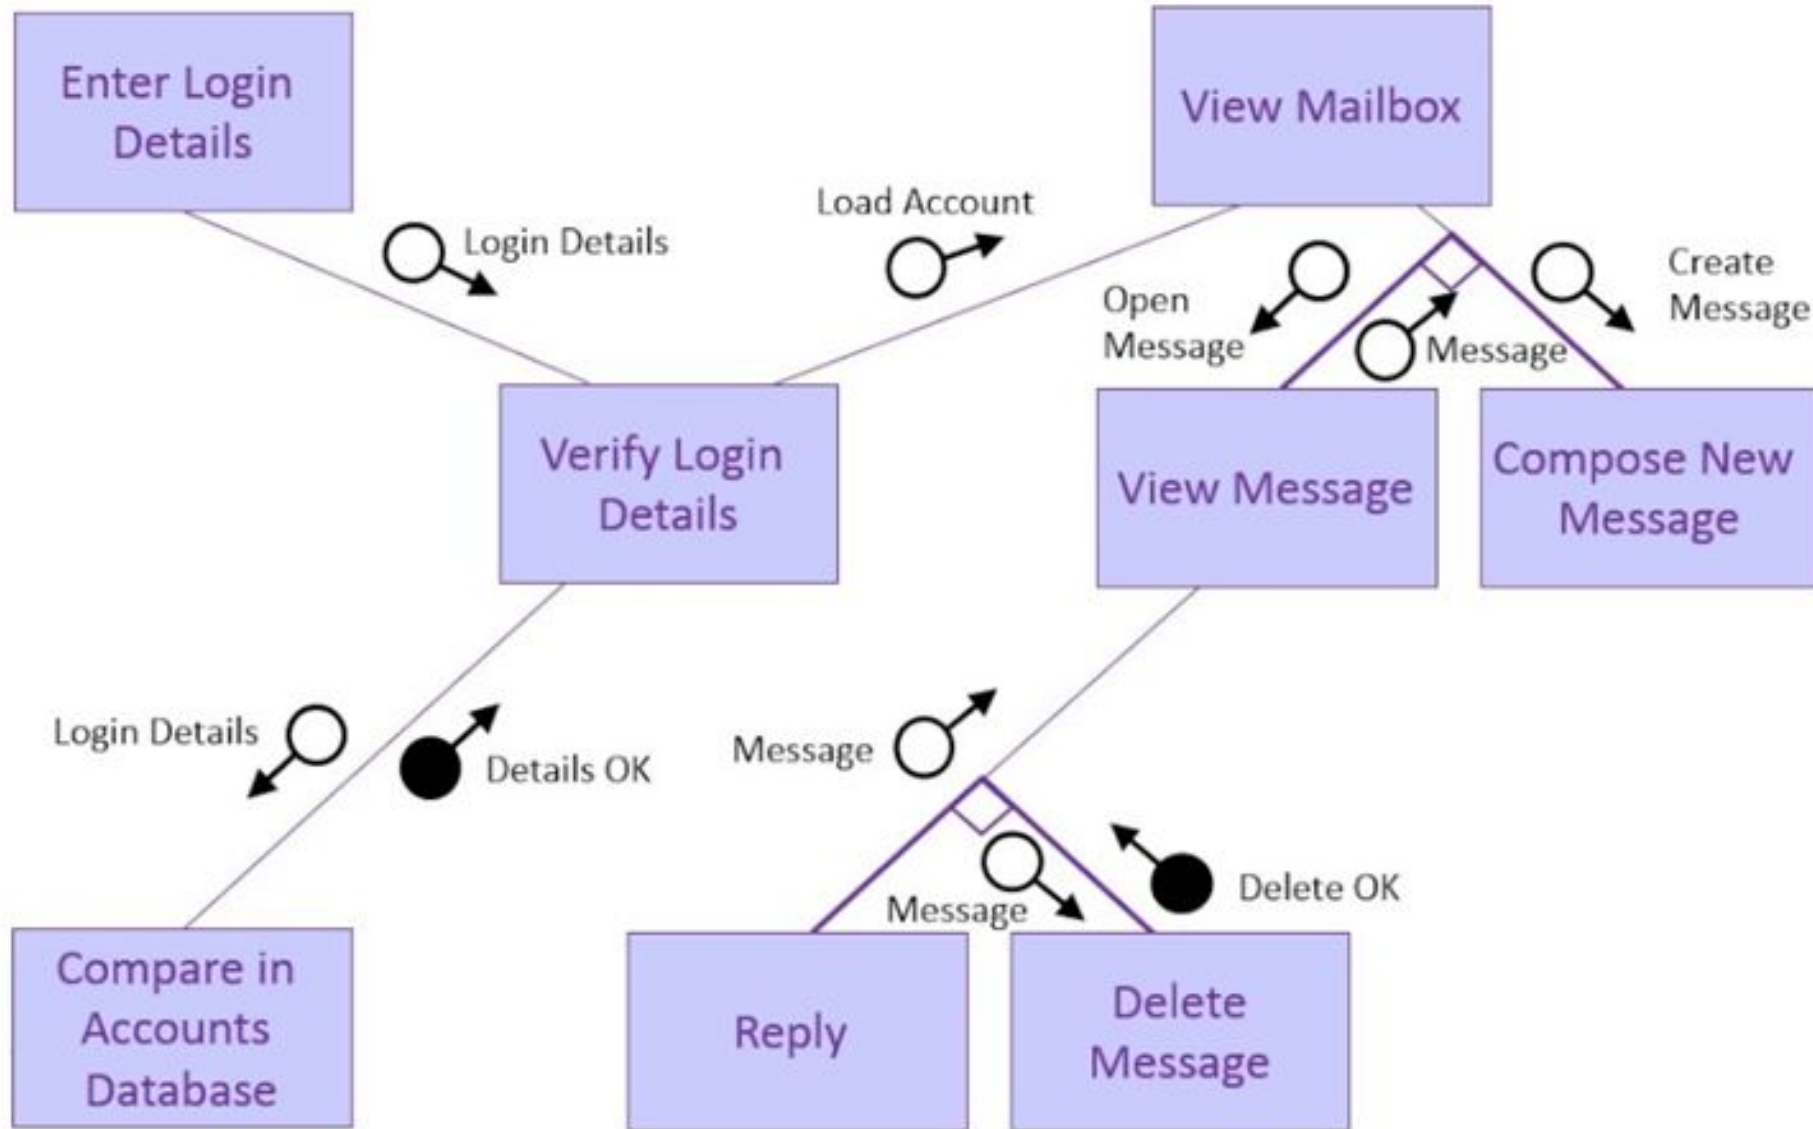 Enter Login
Details
View Mailbox
Load Account
Login Details
Create
Message
Open
Message
Message
Verify Login
Details
View Message
Compose New
Message
Login Details
Details OK
Message
Delete OK
Message
Compare in
Accounts
Database
Reply
Delete
Message